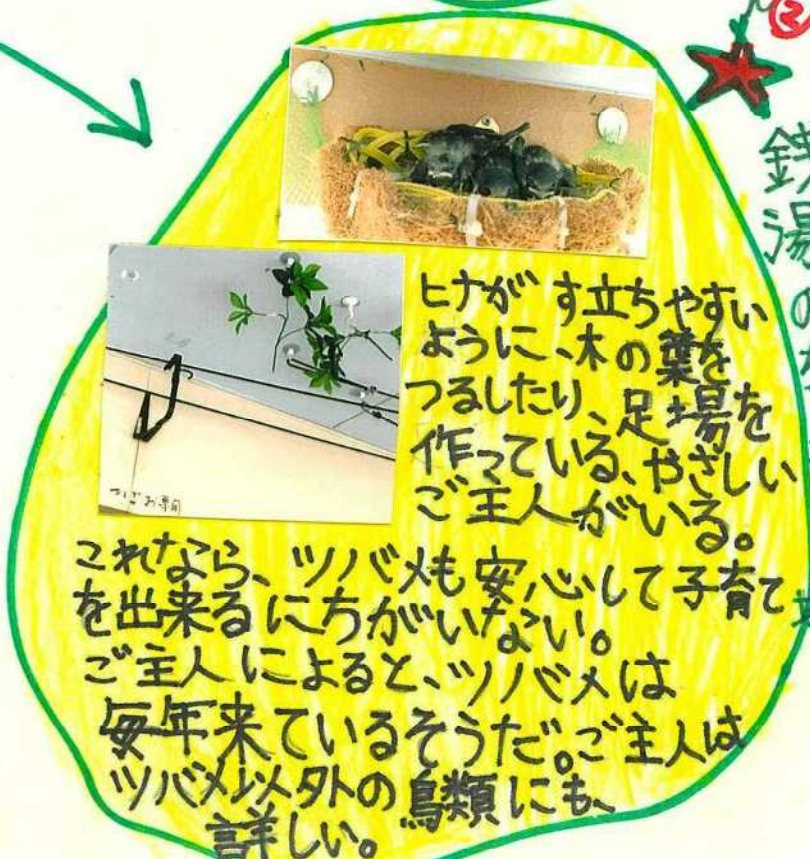 ②
鉄
湯
の
ヒナがす立ちやすい
ように、木の葉を
つるしたり、足場を
作っている、やさしい
ご主人がいる。
これなら、ツバメも安心して子育て
を出来るにちがいない。
ご主人によると、ツバメは
毎年来ているそうだ。ご主人は
ツバメ以外の鳥類にも、
詳しい。